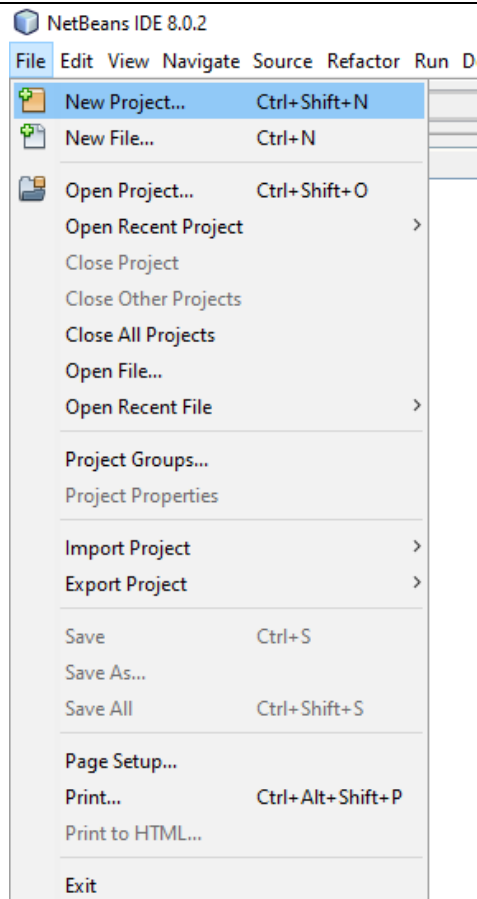 NetBeans IDE 8.0.2
File Edit View Navigate Source Refactor Run D
New Project... Ctrl+Shift+N
New File... Ctrl+N
Open Project... Ctrl+Shift+O
Open Recent Project
Close Project
Close Other Projects
Close All Projects
Open File...
Open Recent File
Project Groups...
Project Properties
Import Project
Export Project
Save Ctrl+S
Save As...
Save All Ctrl+Shift+S
Page Setup...
Print... Ctrl+Alt+Shift+P
Print to HTML...
Exit